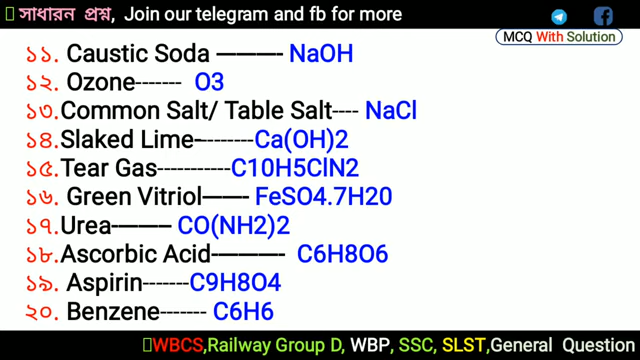 সাধারন প্রশ্ন, Join our telegram and fb for more
MCQ With Solution
১১. Caustic Soda ———– NaOH
১২. Ozone------- O3
১৩.Common Salt/ Table Salt---- NaCl
১৪.Slaked Lime---------Ca(OH)2
১৫.Tear Gas-----------C10H5ClN2
১৬. Green Vitriol——– FeSO4.7H20
১৭.Urea———– CO(NH2)2
১৮.Ascorbic Acid————– C6H8O6
১৯. Aspirin-------C9H8O4
২০. Benzene------- C6H6
WBCS,Railway Group D, WBP, SSC, SLST,General Question